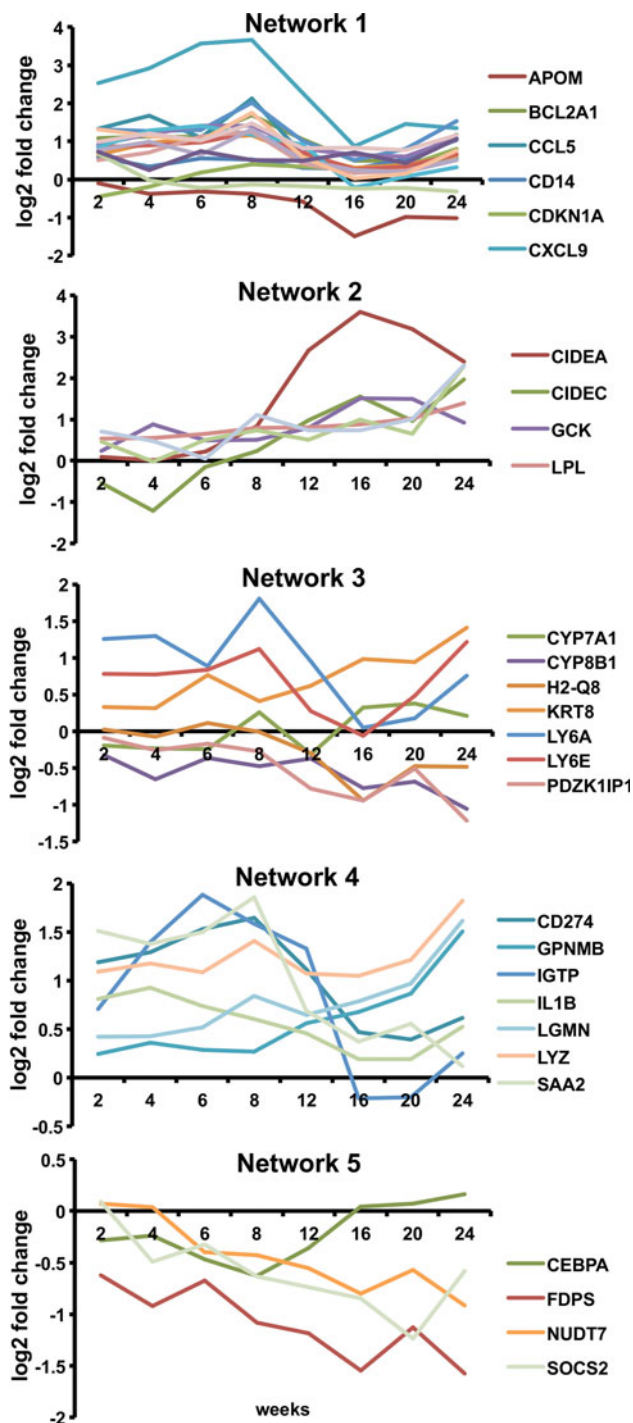 Network 1
log2 fold change
4
3
2
1
0
-1
-2
2 4 6 8 12 16 20 24
APOM
BCL2A1
CCL5
CD14
CDKN1A
CXCL9
Network 2
log2 fold change
4
3
2
1
0
-1
-2
2 4 6 8 12 16 20 24
CIDEA
CIDEC
GCK
LPL
Network 3
log2 fold change
2
1.5
1
0.5
0
-0.5
-1
-1.5
2 4 6 8 12 16 20 24
CYP7A1
CYP8B1
H2-Q8
KRT8
LY6A
LY6E
PDZK1IP1
Network 4
log2 fold change
2
1.5
1
0.5
0
-0.5
2 4 6 8 12 16 20 24
CD274
GPNMB
IGTP
IL1B
LGMN
LYZ
SAA2
Network 5
log2 fold change
0.5
0
-0.5
-1
-1.5
-2
2 4 6 8 12 16 20 24
CEBPA
FDPS
NUDT7
SOCS2
weeks